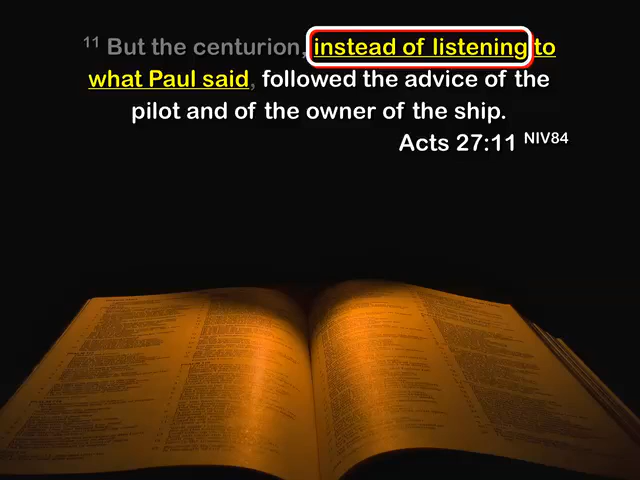 11 But the centurion, instead of listening to
what Paul said, followed the advice of the
pilot and of the owner of the ship.
Acts 27:11 NIV84